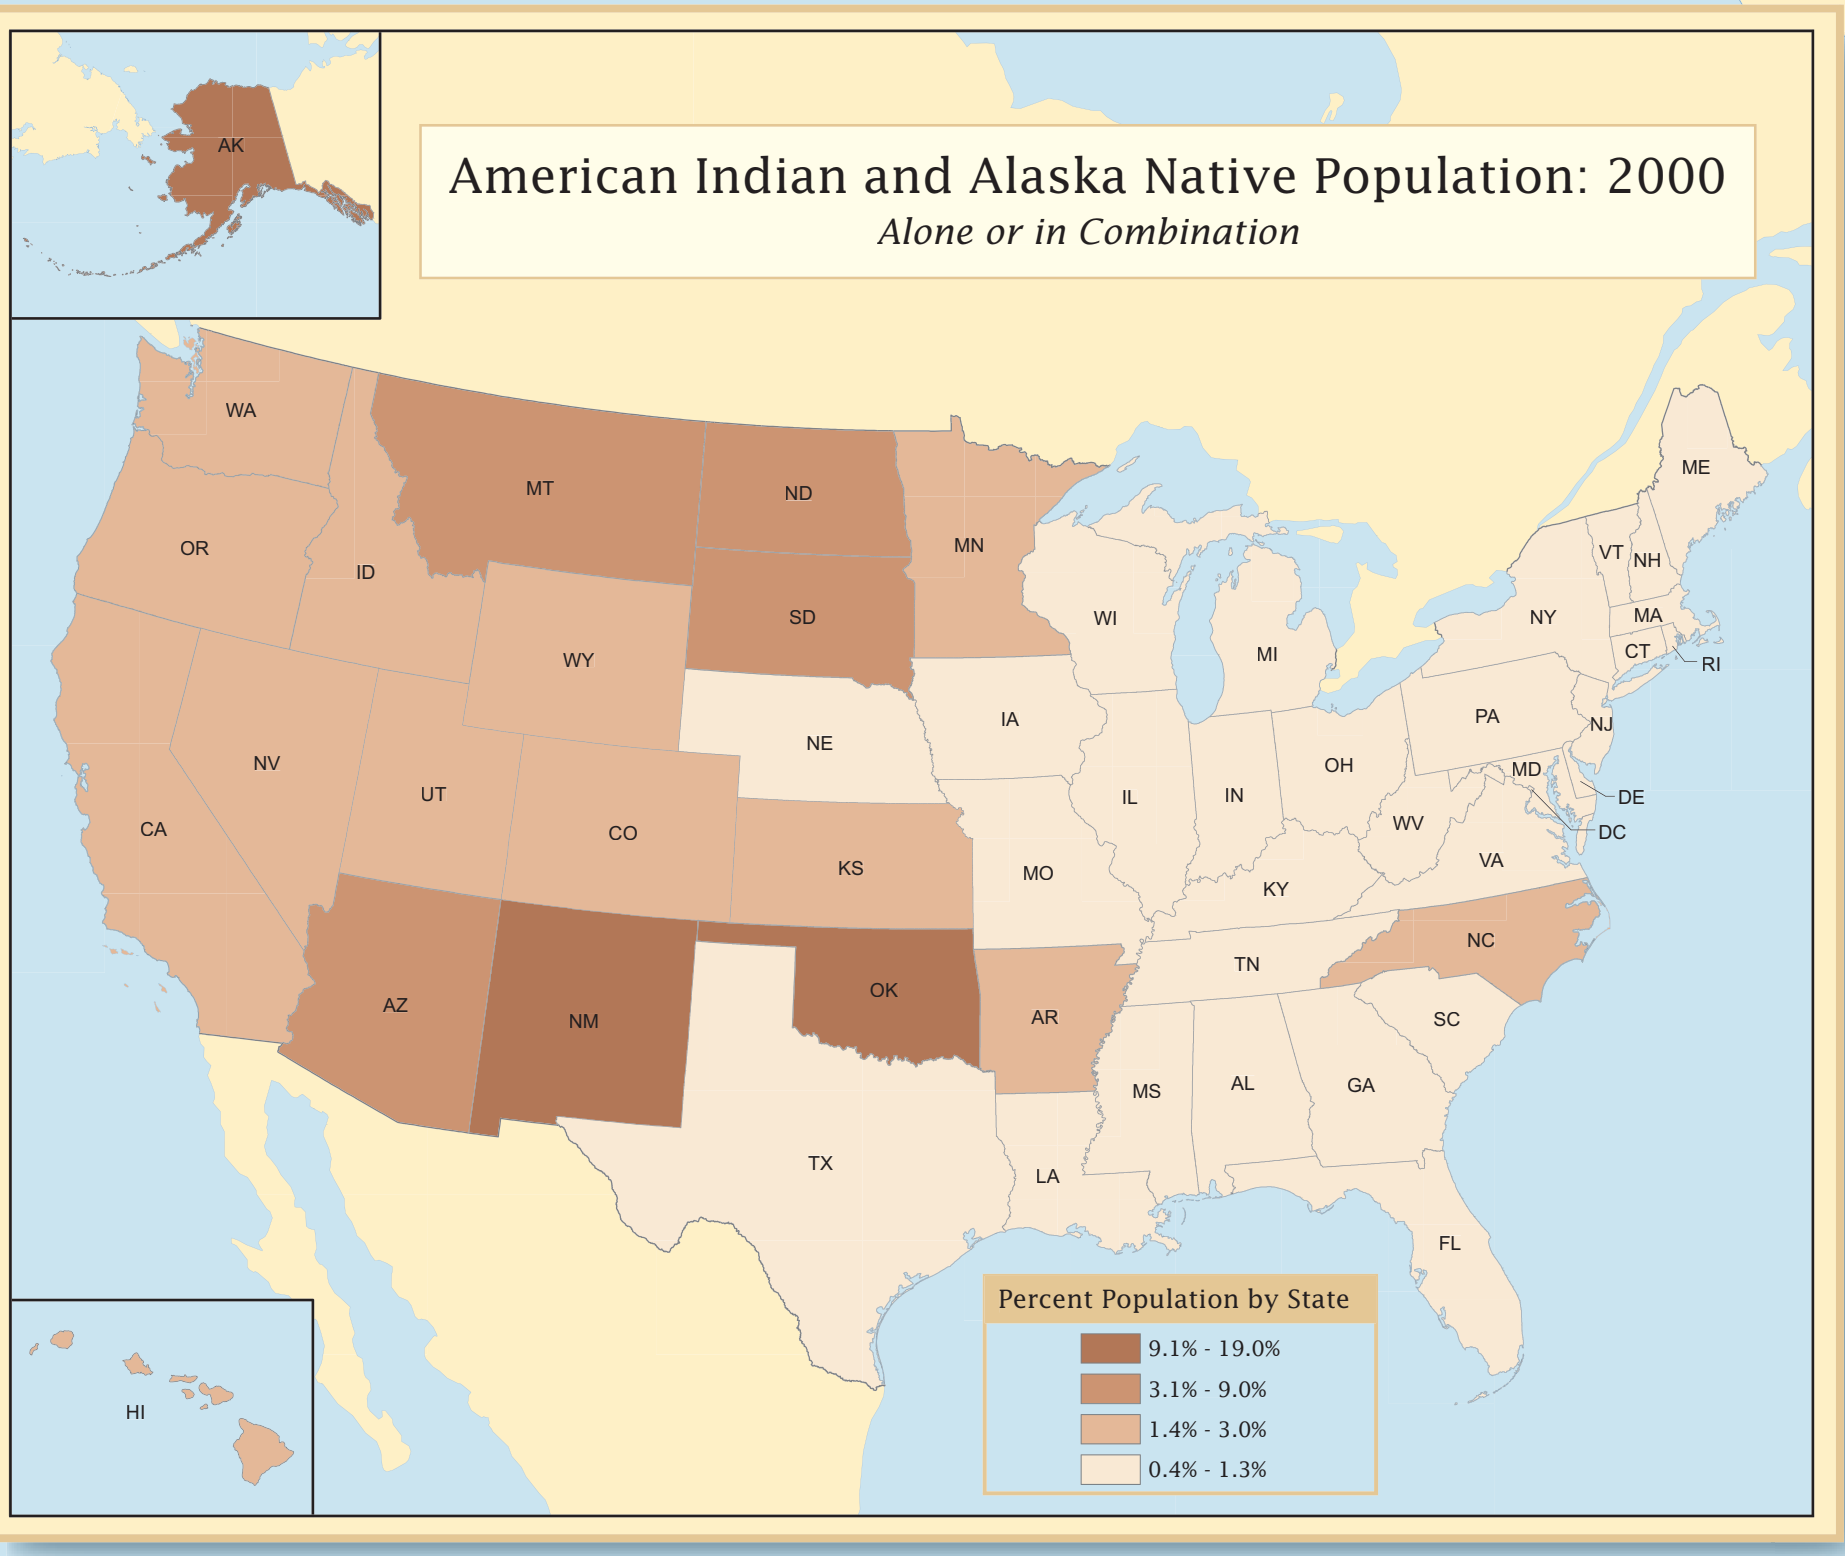 American Indian and Alaska Native Population: 2000
Alone or in Combination
AK
WA
MT
ND
MN
ME
OR
ID
SD
WI
MI
VT
NH
NY
MA
CT
RI
WY
IA
NE
PA
NJ
NV
UT
CO
CA
KS
MO
IL
IN
OH
MD
DE
DC
WV
VA
KY
NC
TN
AZ
NM
OK
AR
SC
MS
AL
GA
TX
LA
FL
HI
Percent Population by State
9.1% - 19.0%
3.1% - 9.0%
1.4% - 3.0%
0.4% - 1.3%